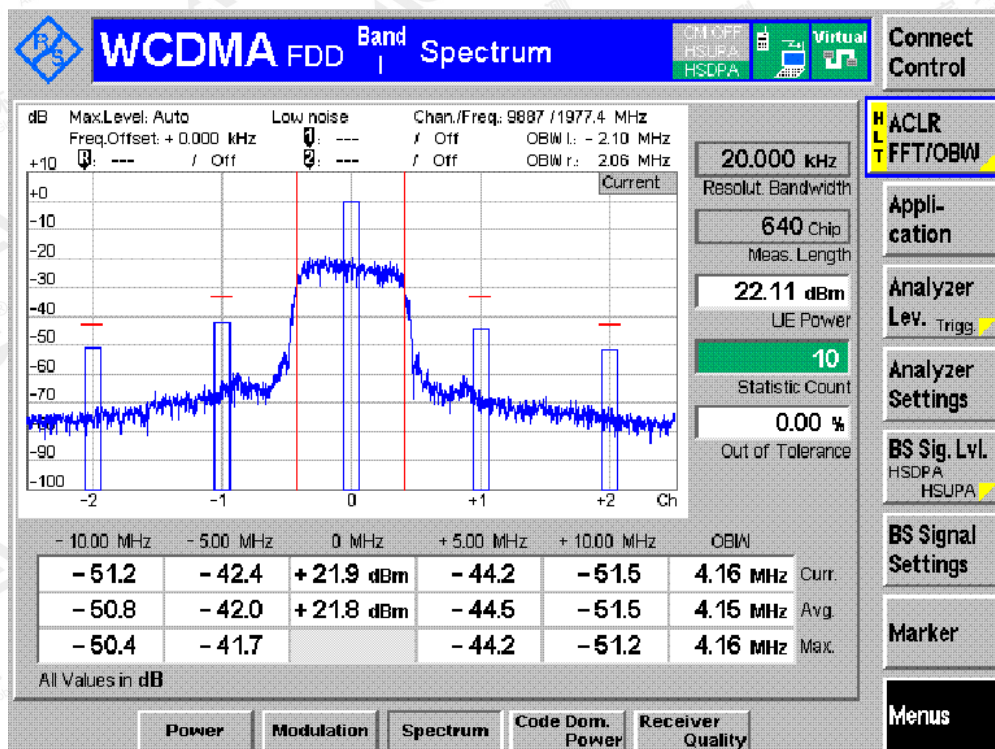 R&S
WCDMA FDD Band I Spectrum
CM:OFF
HSUPA
HSDPA
Virtual
Connect Control
dB Max.Level: Auto Low noise Chan./Freq.: 9887 /1977.4 MHz
Freq.Offset: + 0.000 kHz 1: --- / Off OBW l.: – 2.10 MHz
R: --- / Off 2: --- / Off OBW r.: 2.06 MHz
Current
+10
+0
-10
-20
-30
-40
-50
-60
-70
-90
-100
-2 -1 0 +1 +2 Ch
20.000 kHz
Resolut. Bandwidth
640 Chip
Meas. Length
22.11 dBm
UE Power
10
Statistic Count
0.00 %
Out of Tolerance
– 10.00 MHz – 5.00 MHz 0 MHz + 5.00 MHz + 10.00 MHz OBW
– 51.2 – 42.4 + 21.9 dBm – 44.2 – 51.5 4.16 MHz Curr.
– 50.8 – 42.0 + 21.8 dBm – 44.5 – 51.5 4.15 MHz Avg.
– 50.4 – 41.7 – 44.2 – 51.2 4.16 MHz Max.
All Values in dB
HLT
ACLR
FFT/OBW
Appli-
cation
Analyzer
Lev. Trigg.
Analyzer
Settings
BS Sig. Lvl.
HSDPA
HSUPA
BS Signal
Settings
Marker
Menus
Power Modulation Spectrum Code Dom. Power Receiver Quality